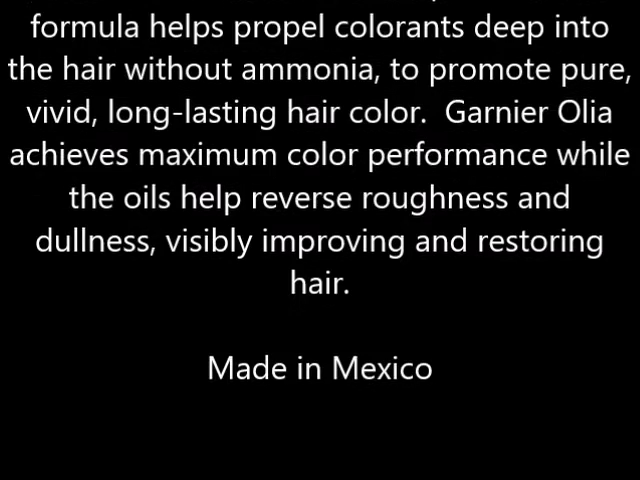 formula helps propel colorants deep into
the hair without ammonia, to promote pure,
vivid, long-lasting hair color.  Garnier Olia
achieves maximum color performance while
the oils help reverse roughness and
dullness, visibly improving and restoring
hair.
Made in Mexico